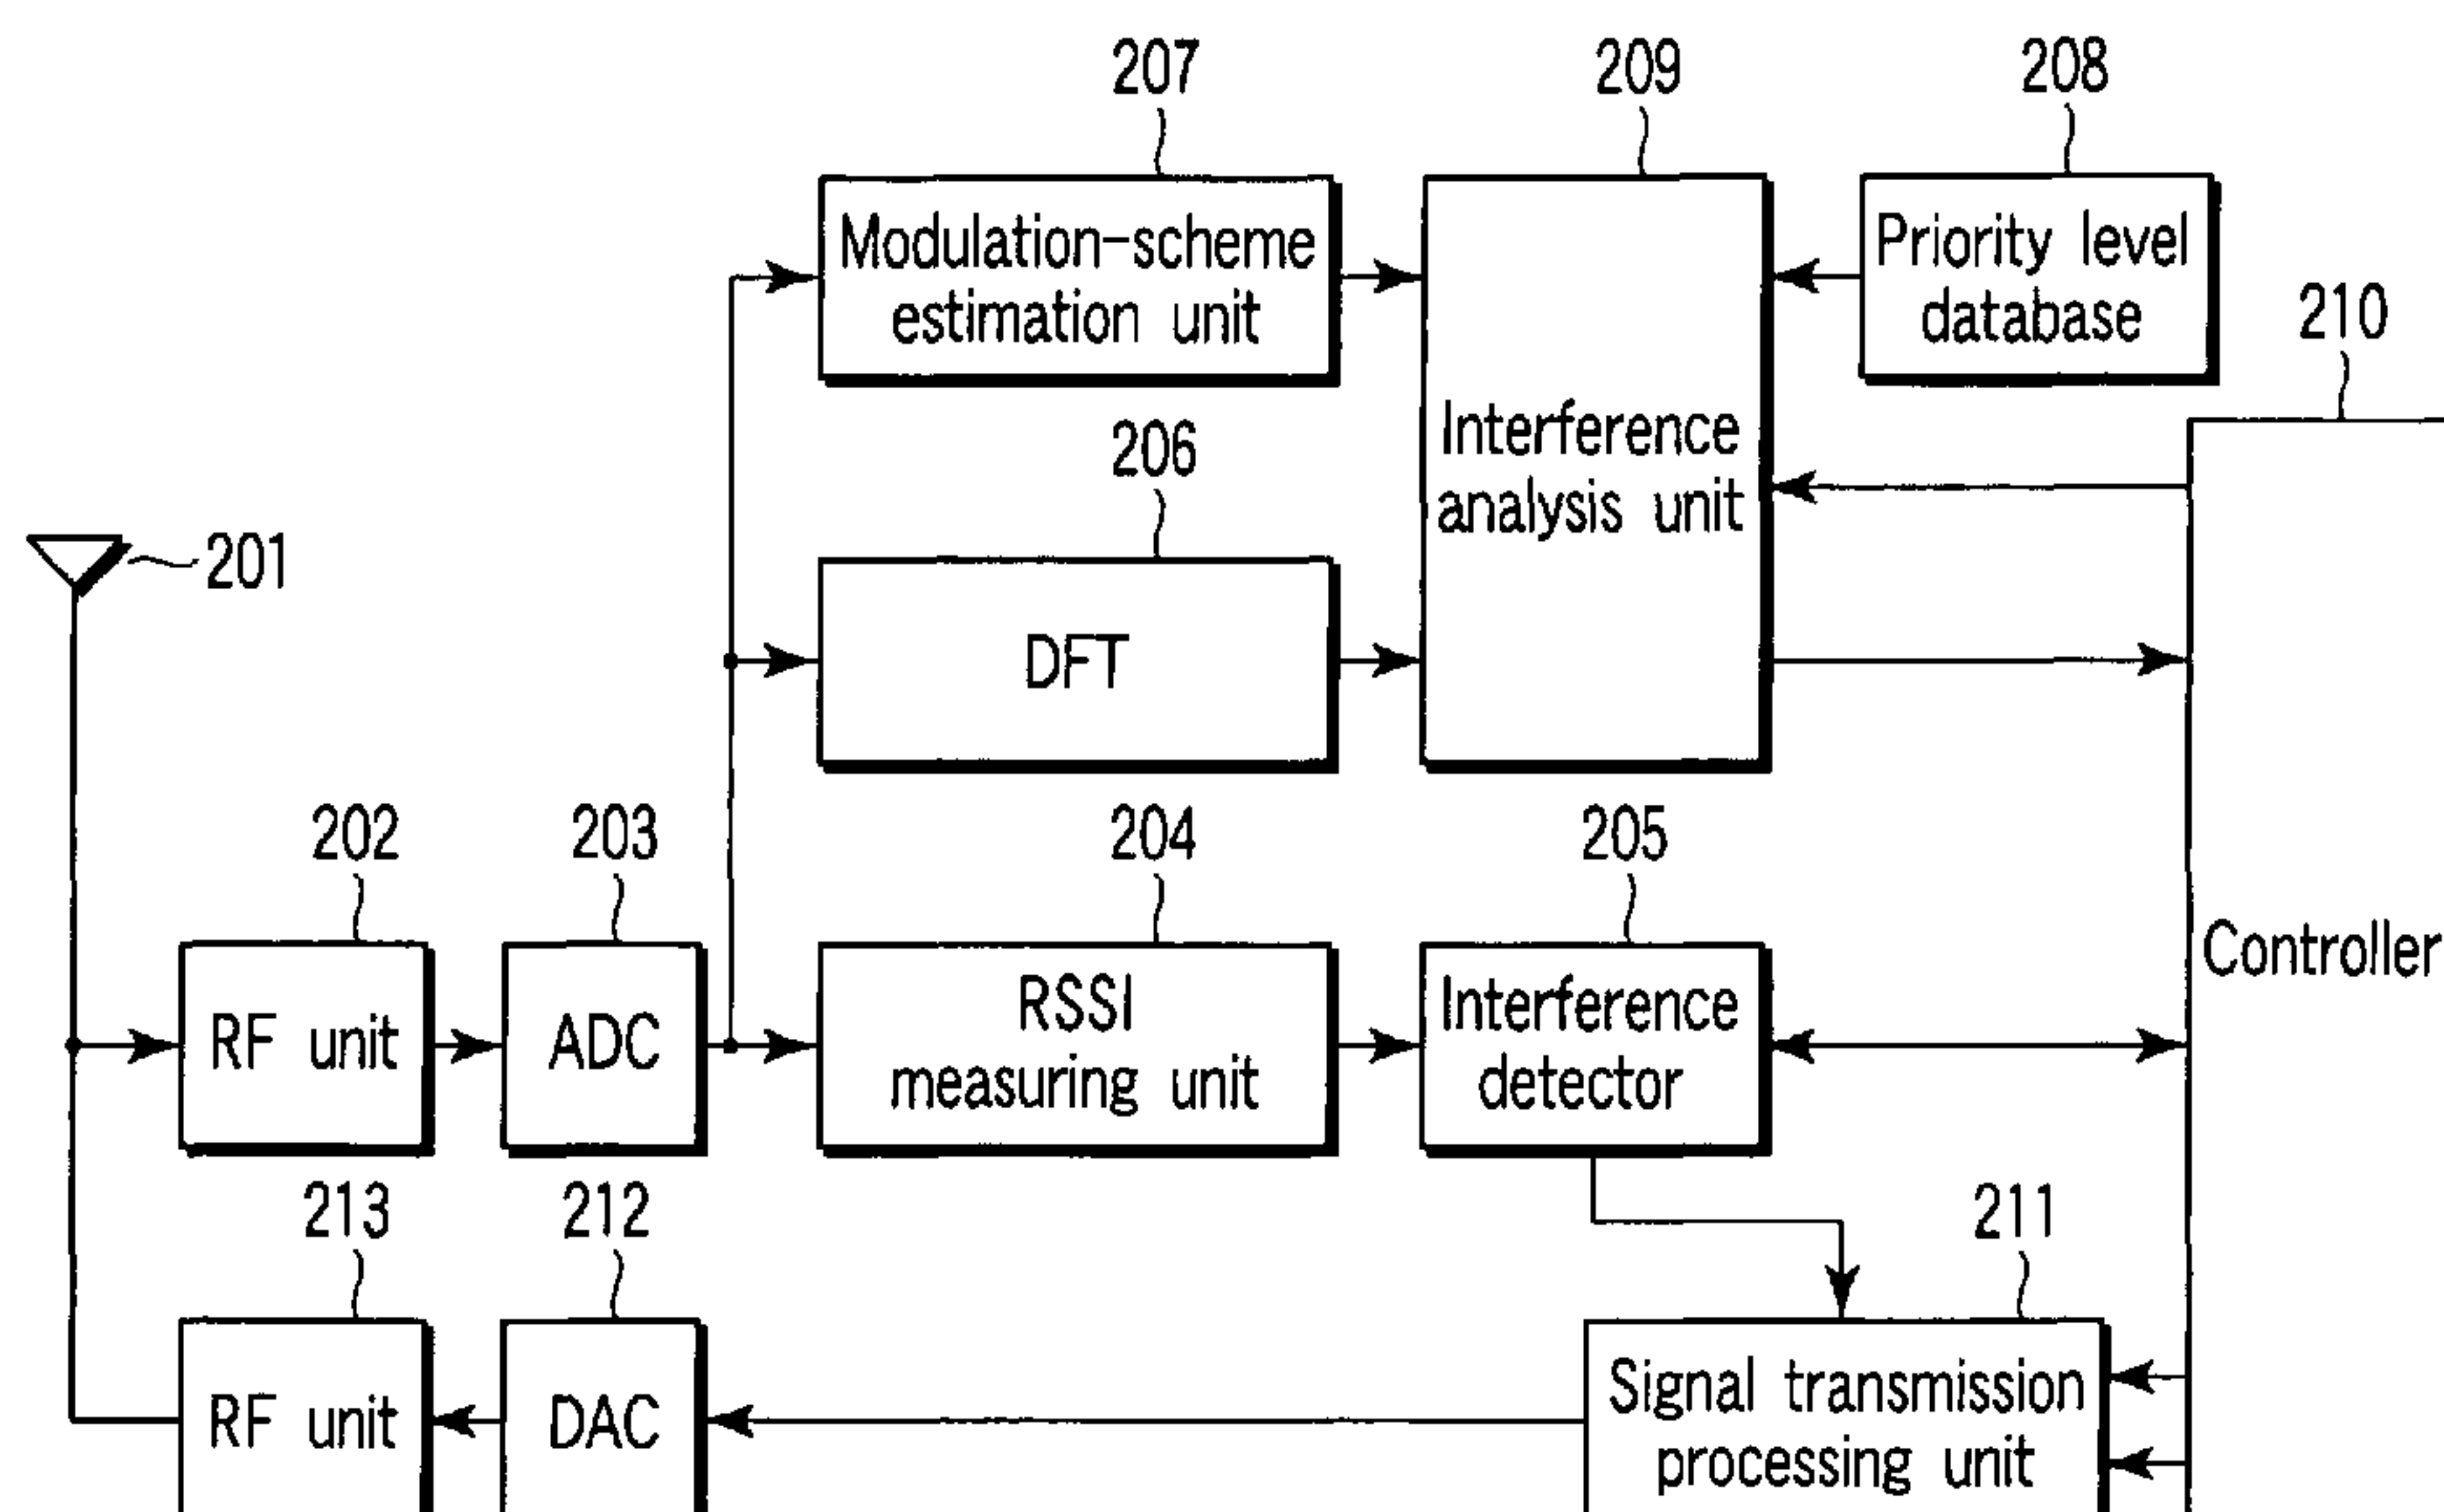 207
209
208
Modulation-scheme
estimation unit
Priority level
database
210
Interference
analysis unit
206
201
DFT
202
203
204
205
Controller
RF unit
ADC
RSSI
measuring unit
Interference
detector
213
212
211
RF unit
DAC
Signal transmission
processing unit